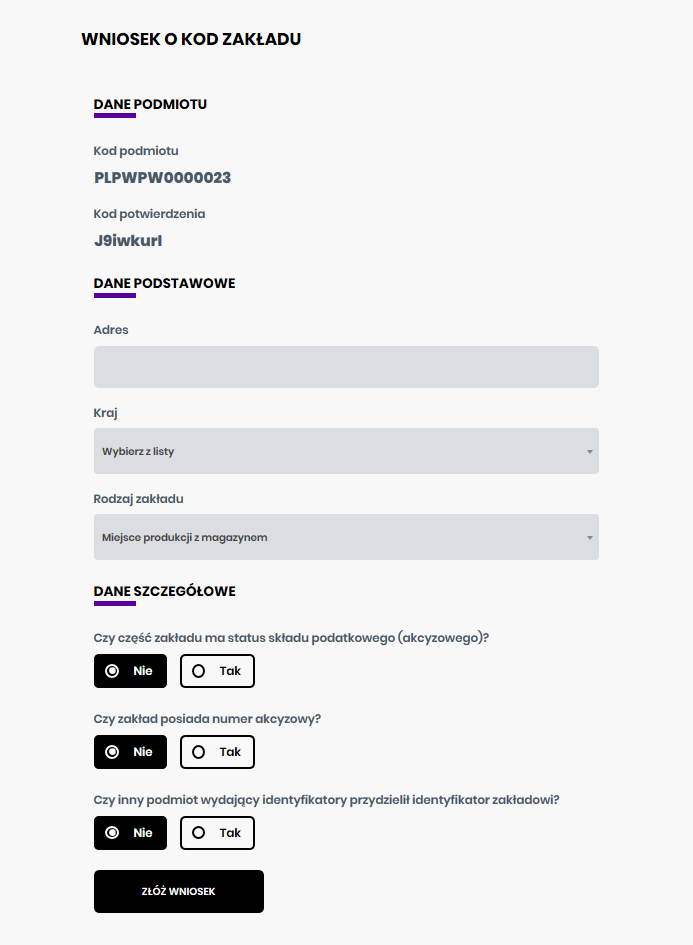 WNIOSEK O KOD ZAKŁADU
DANE PODMIOTU
Kod podmiotu
PLPWPW0000023
Kod potwierdzenia
J9iwkurI
DANE PODSTAWOWE
Adres
Kraj
Wybierz z listy
Rodzaj zakładu
Miejsce produkcji z magazynem
DANE SZCZEGÓŁOWE
Czy część zakładu ma status składu podatkowego (akcyzowego)?
Nie Tak
Czy zakład posiada numer akcyzowy?
Nie Tak
Czy inny podmiot wydający identyfikatory przydzielił identyfikator zakładowi?
Nie Tak
ZŁÓŻ WNIOSEK